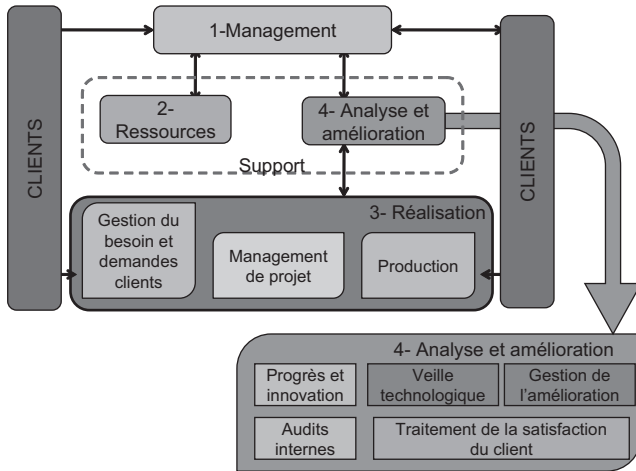 CLIENTS
1-Management
2-
Ressources
4- Analyse et
amélioration
Support
CLIENTS
3- Réalisation
Gestion du
besoin et
demandes
clients
Management
de projet
Production
4- Analyse et amélioration
Progrès et
innovation
Veille
technologique
Gestion de
l’amélioration
Audits
internes
Traitement de la satisfaction
du client